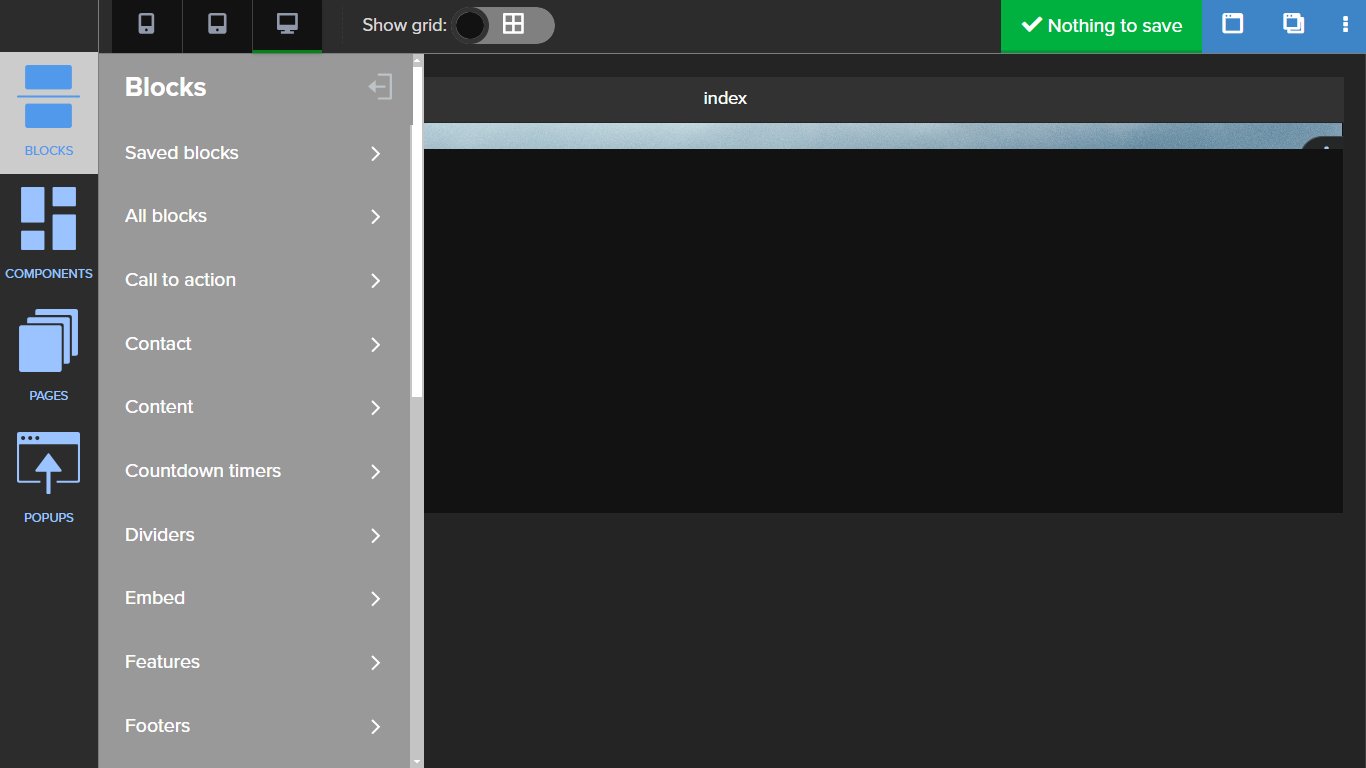 Show grid:
Nothing to save
BLOCKS
COMPONENTS
PAGES
POPUPS
Blocks
Saved blocks
All blocks
Call to action
Contact
Content
Countdown timers
Dividers
Embed
Features
Footers
index